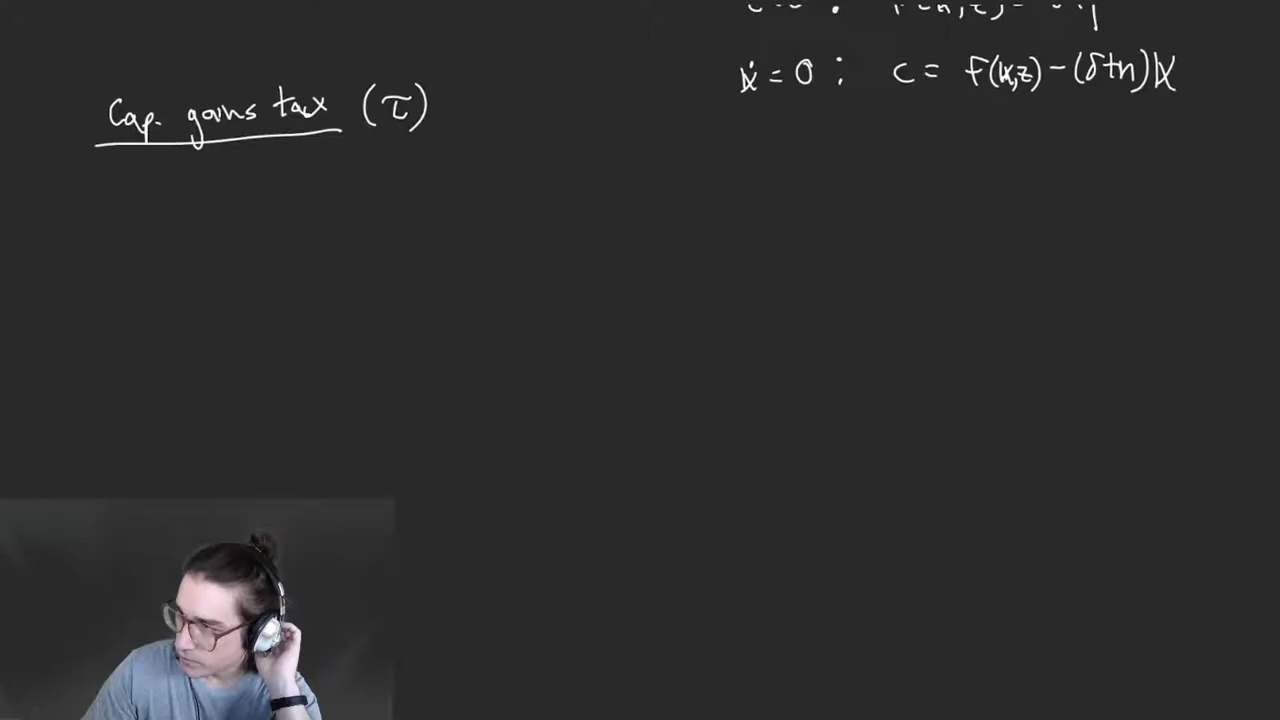 k̇ = 0 : c = f(k,z) - (δ+n)k
Cap. gains tax (τ)